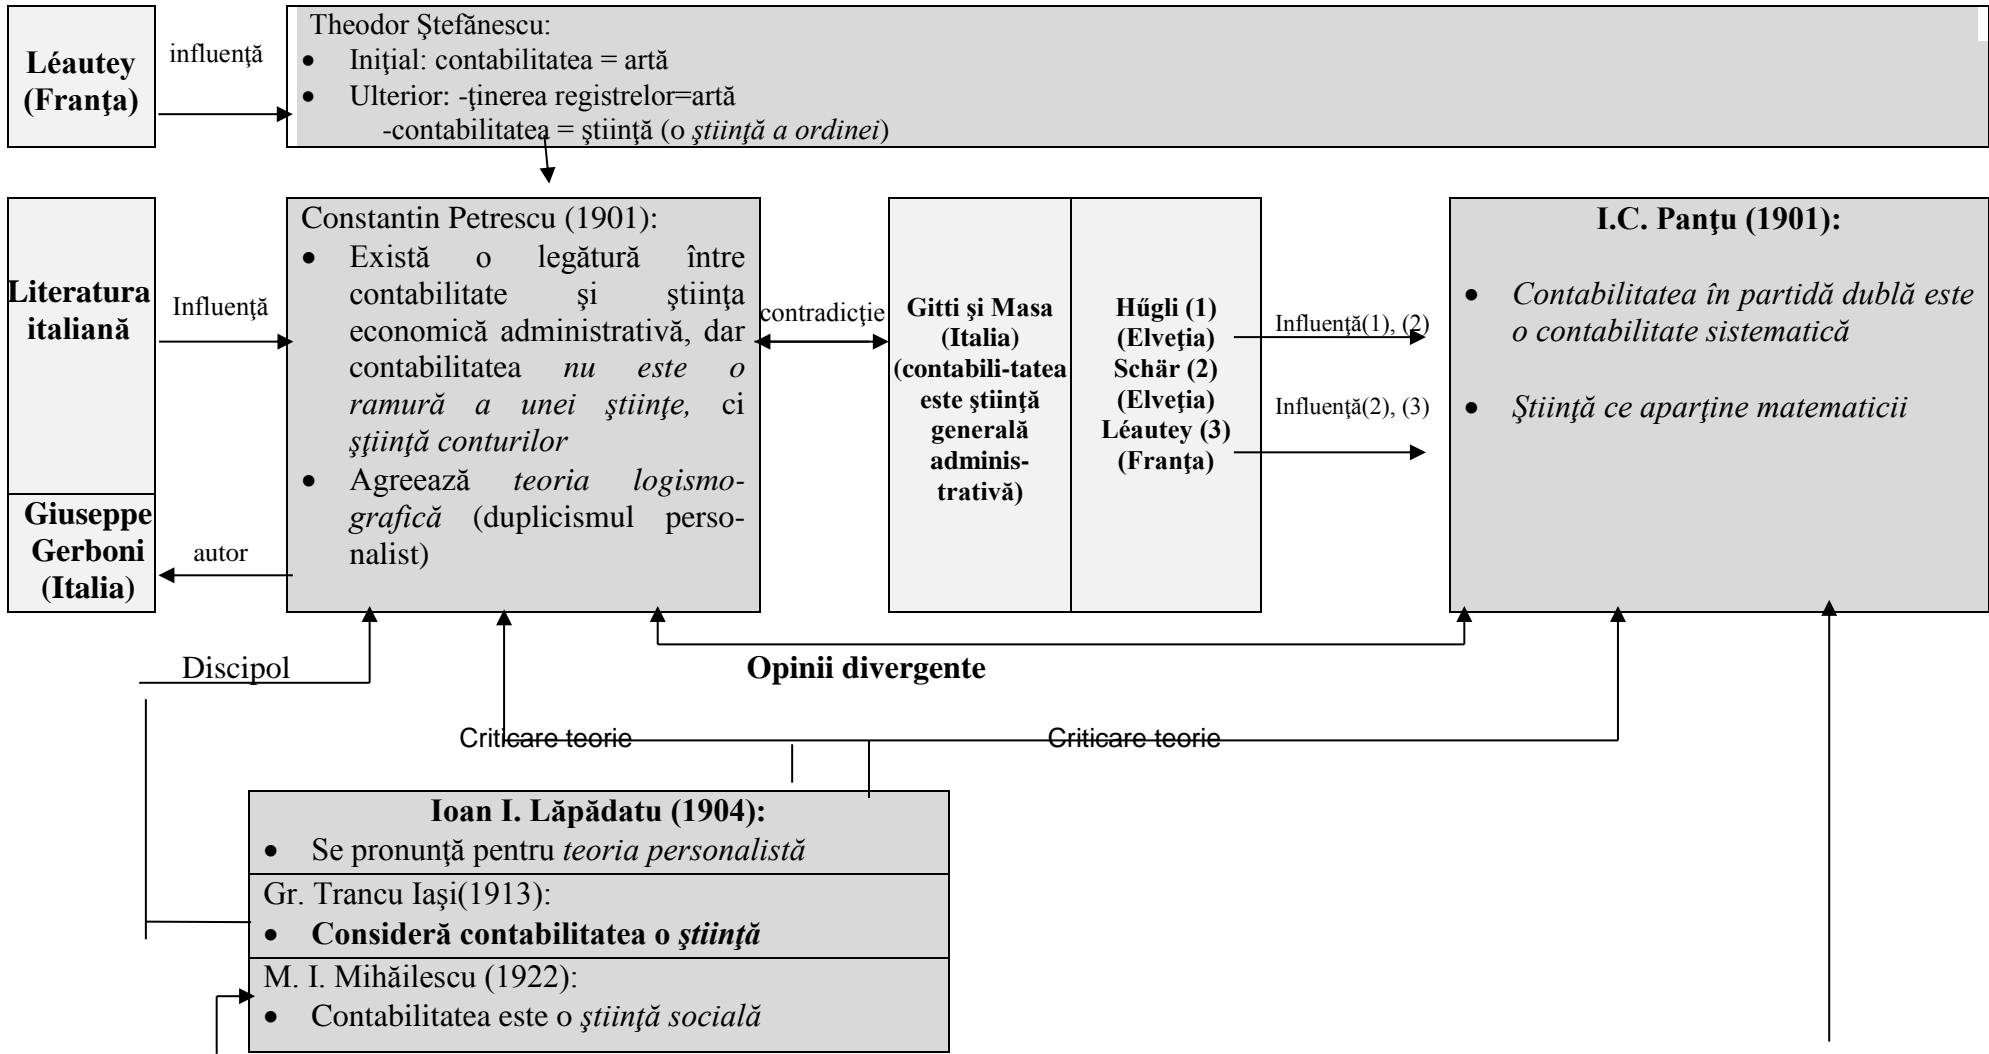 Léautey
(Franţa)
influenţă
Theodor Ştefănescu:
• Iniţial: contabilitatea = artă
• Ulterior: -ţinerea registrelor=artă
-contabilitatea = ştiinţă (o ştiinţă a ordinei)
Literatura
italiană
Influenţă
Giuseppe
Gerboni
(Italia)
autor
Constantin Petrescu (1901):
• Există o legătură între
contabilitate şi ştiinţa
economică administrativă, dar
contabilitatea nu este o
ramură a unei ştiinţe, ci
ştţinţă conturilor
• Agreează teoria logismo-
grafică (duplicismul perso-
nalist)
contradicţie
Gitti şi Masa
(Italia)
(contabili-tatea
este ştiinţă
generală
adminis-
trativă)
Hűgli (1)
(Elveţia)
Schär (2)
(Elveţia)
Léautey (3)
(Franţa)
Influenţă(1), (2)
Influenţă(2), (3)
I.C. Panţu (1901):
• Contabilitatea în partidă dublă este
o contabilitate sistematică
• Ştiinţă ce aparţine matematicii
Discipol
Opinii divergente
Criticare teorie
Criticare teorie
Ioan I. Lăpădatu (1904):
• Se pronunţă pentru teoria personalistă
Gr. Trancu Iaşi(1913):
• Consideră contabilitatea o ştiinţă
M. I. Mihăilescu (1922):
• Contabilitatea este o ştiinţă socială